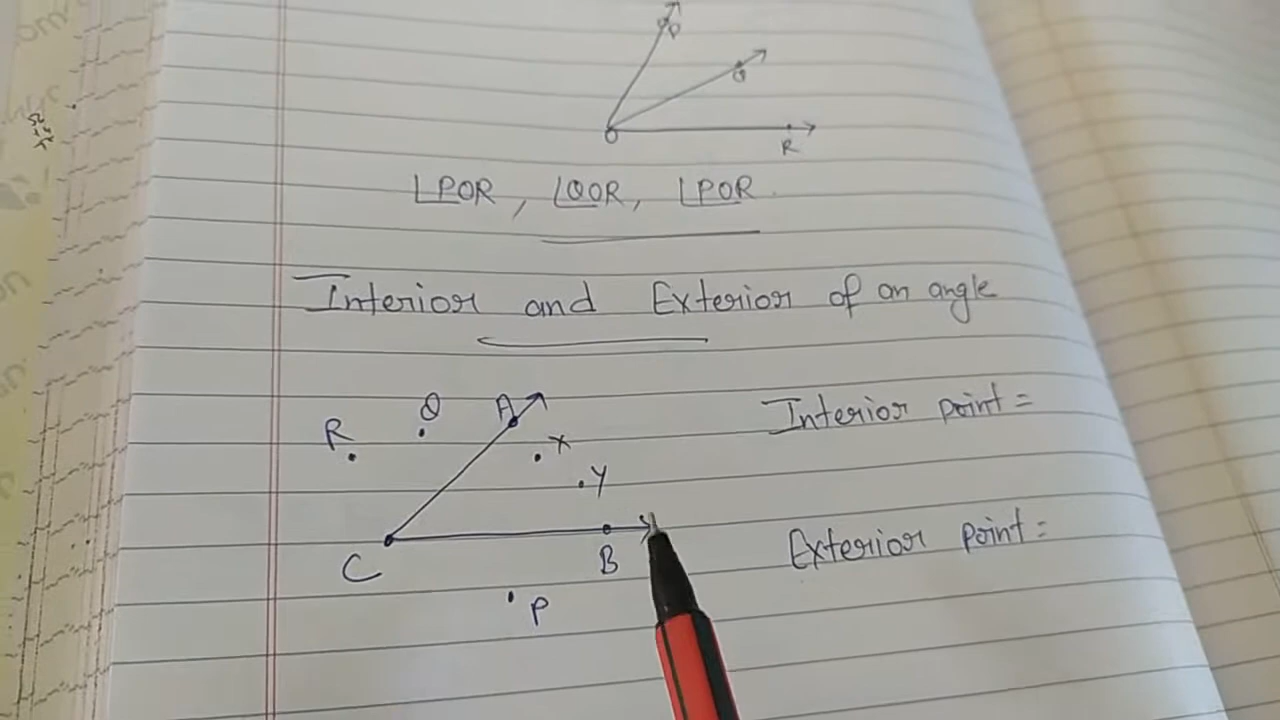 P
Q
O
R
∠POR, ∠QOR, ∠POR
Interior and Exterior of an angle
R Q A X Interior point =
Y
C B Exterior point =
P